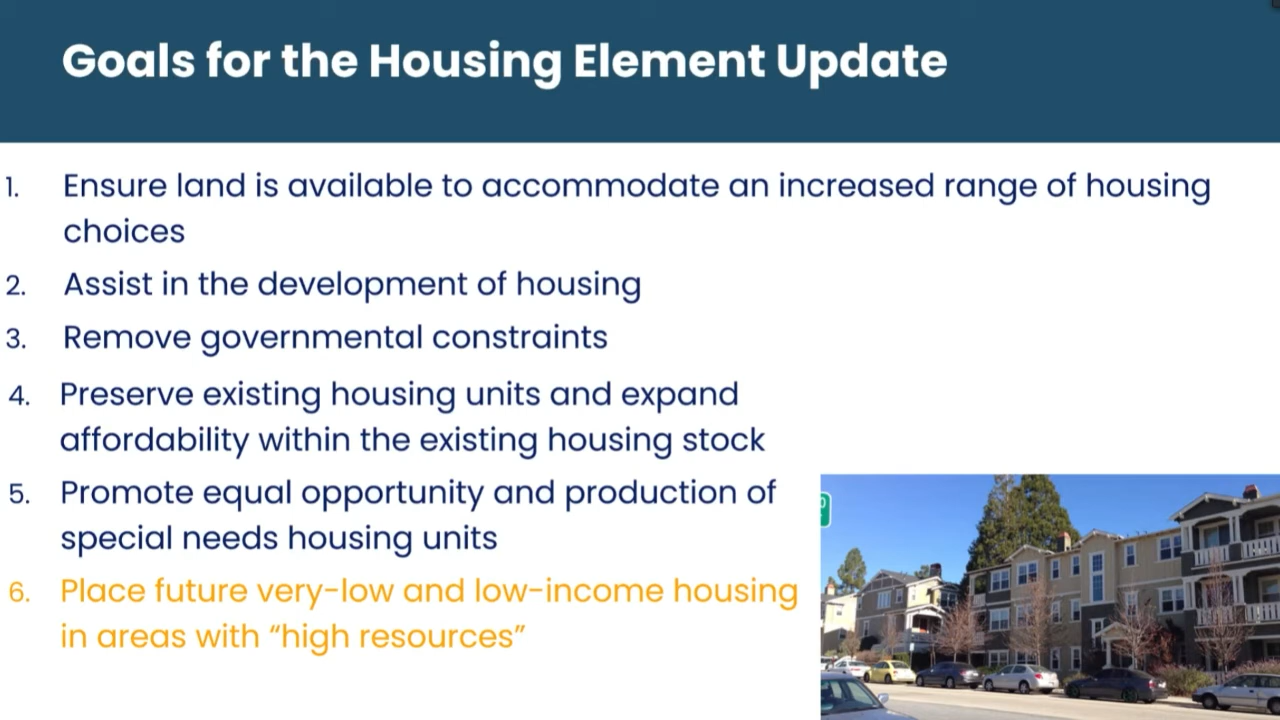 Goals for the Housing Element Update
1. Ensure land is available to accommodate an increased range of housing
choices
2. Assist in the development of housing
3. Remove governmental constraints
4. Preserve existing housing units and expand
affordability within the existing housing stock
5. Promote equal opportunity and production of
special needs housing units
6. Place future very-low and low-income housing
in areas with “high resources”